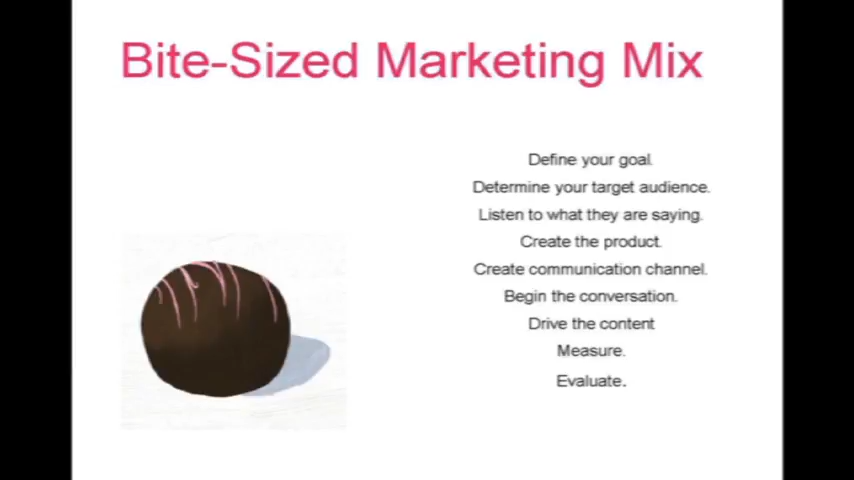 Bite-Sized Marketing Mix
Define your goal.
Determine your target audience.
Listen to what they are saying.
Create the product.
Create communication channel.
Begin the conversation.
Drive the content
Measure.
Evaluate.